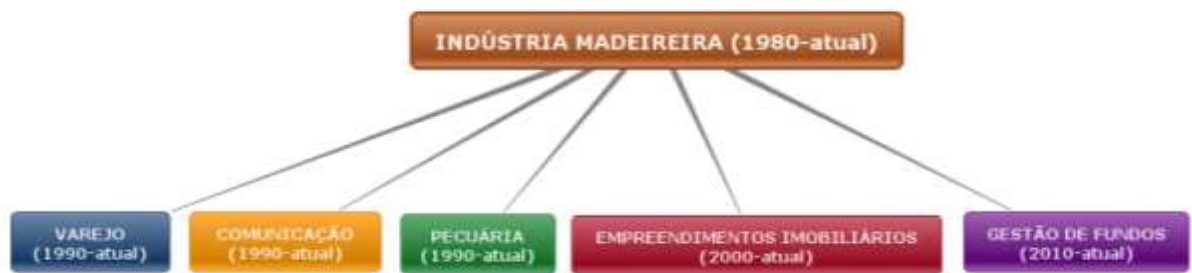 INDÚSTRIA MADEIREIRA (1980-atual)
VAREJO
(1990-atual)
COMUNICAÇÃO
(1990-atual)
PECUÁRIA
(1990-atual)
EMPREENDIMENTOS IMOBILIÁRIOS
(2000-atual)
GESTÃO DE FUNDOS
(2010-atual)